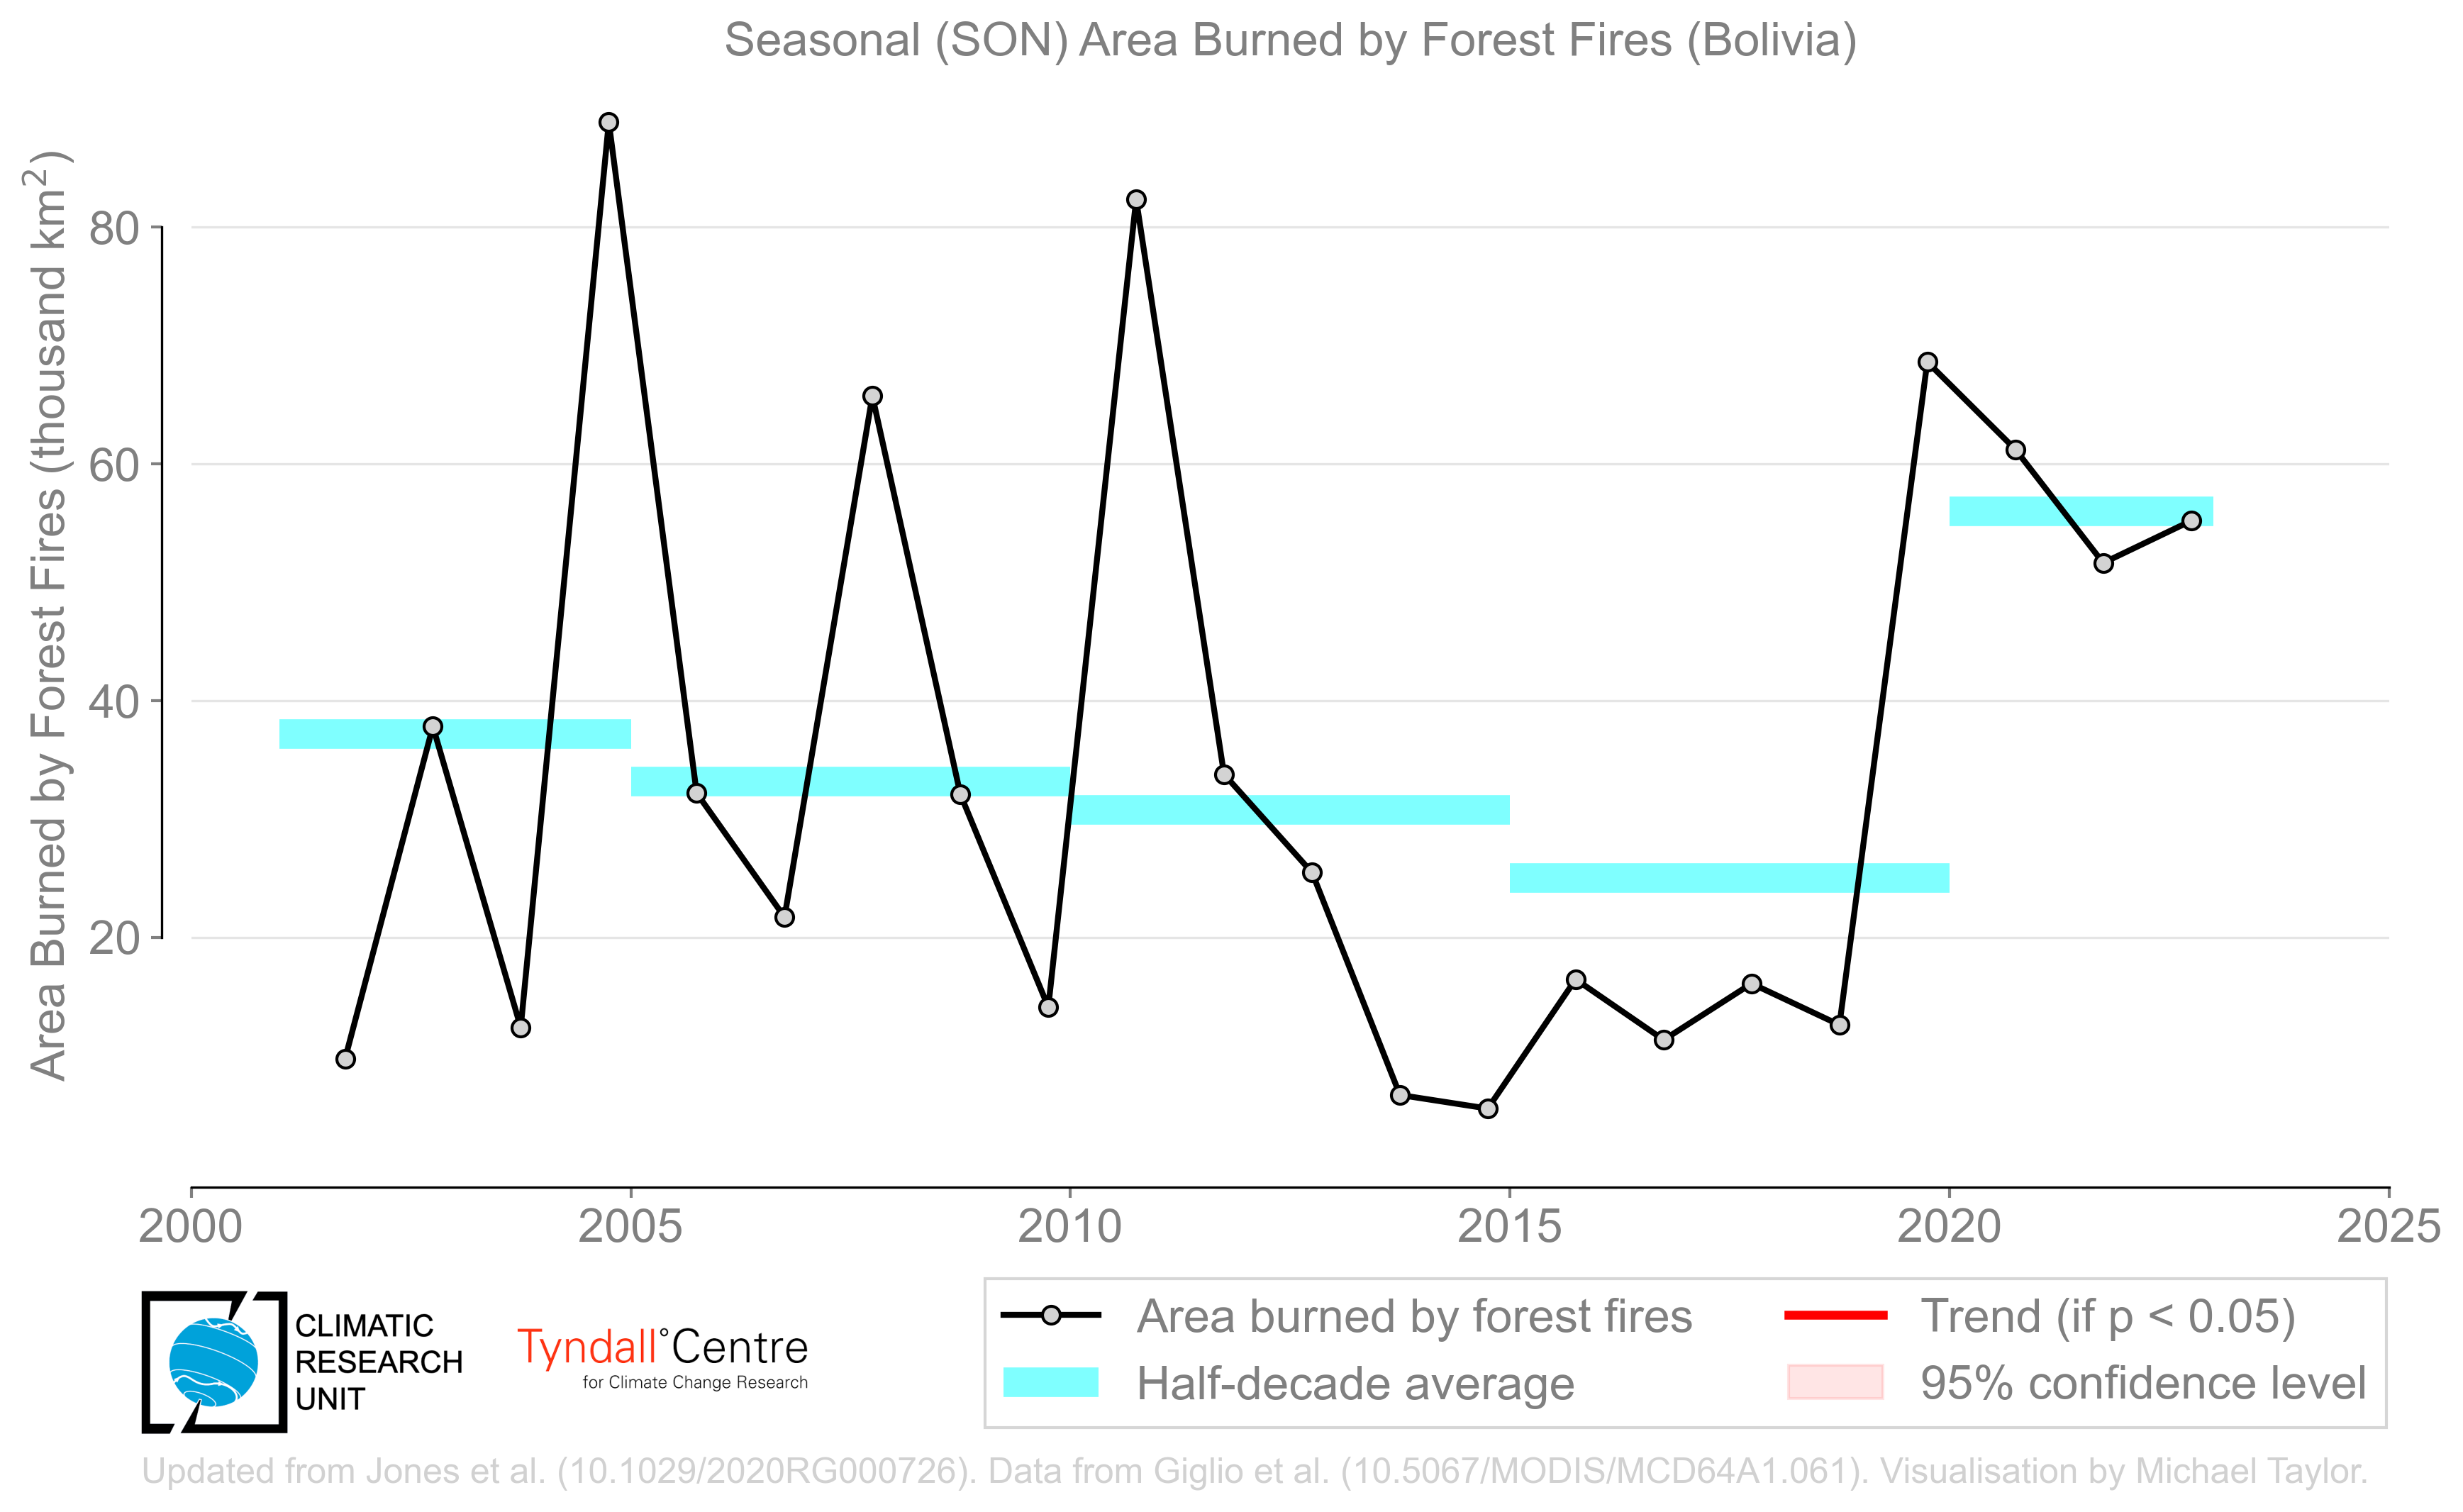 Seasonal (SON) Area Burned by Forest Fires (Bolivia)
Area Burned by Forest Fires (thousand km²)
80
60
40
20
2000 2005 2010 2015 2020 2025
CLIMATIC
RESEARCH
UNIT
Tyndall°Centre
for Climate Change Research
Area burned by forest fires
Half-decade average
Trend (if p < 0.05)
95% confidence level
Updated from Jones et al. (10.1029/2020RG000726). Data from Giglio et al. (10.5067/MODIS/MCD64A1.061). Visualisation by Michael Taylor.